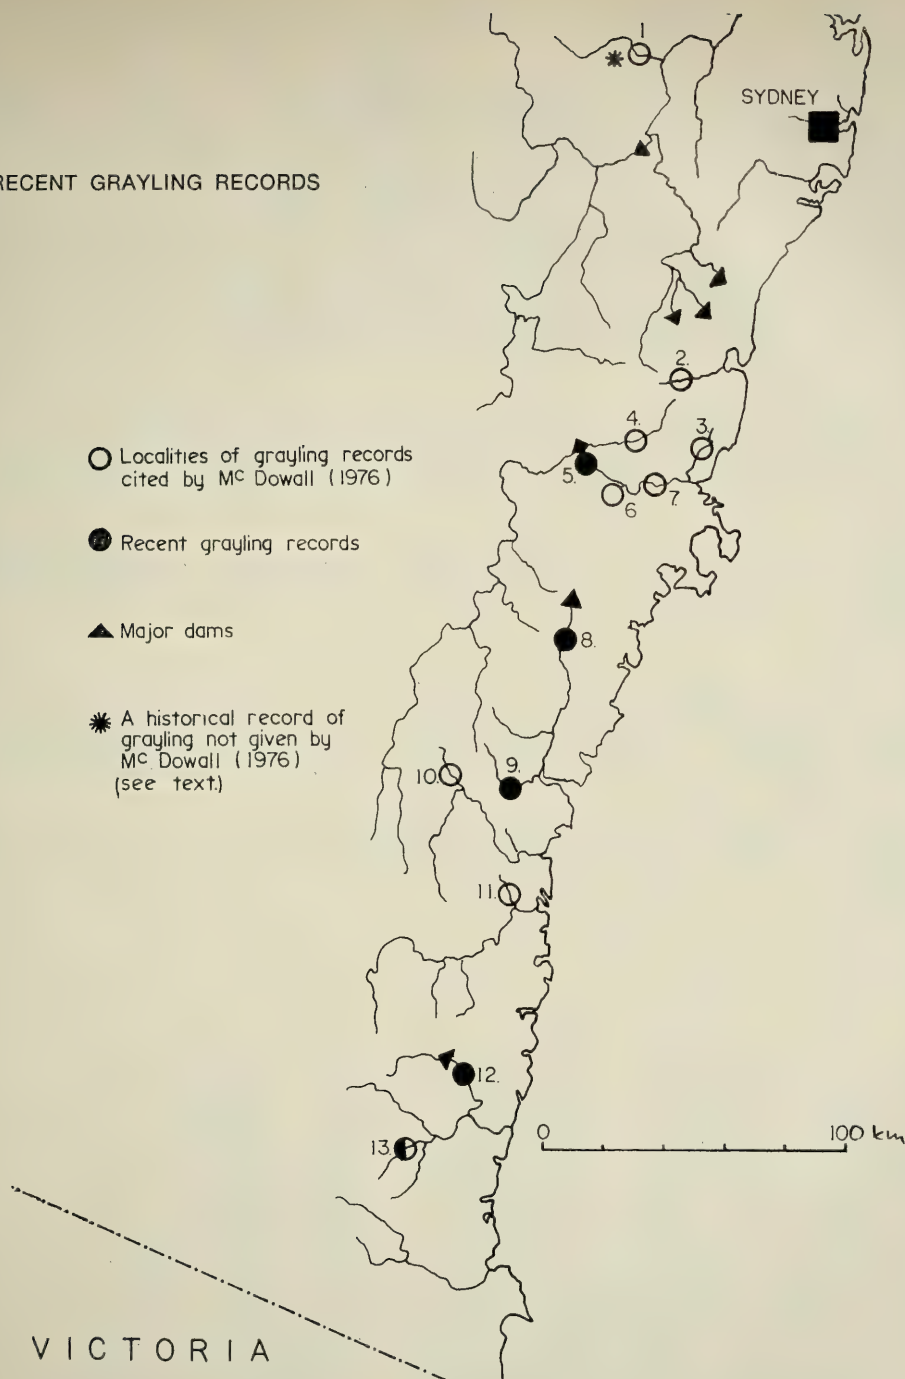 RECENT GRAYLING RECORDS
SYDNEY
1
2.
3.
4.
5.
6
7.
8.
9.
10.
11.
12.
13.
Localities of grayling records
cited by Mc Dowall (1976)
Recent grayling records
Major dams
A historical record of
grayling not given by
Mc Dowall (1976)
(see text.)
0
100 km
VICTORIA